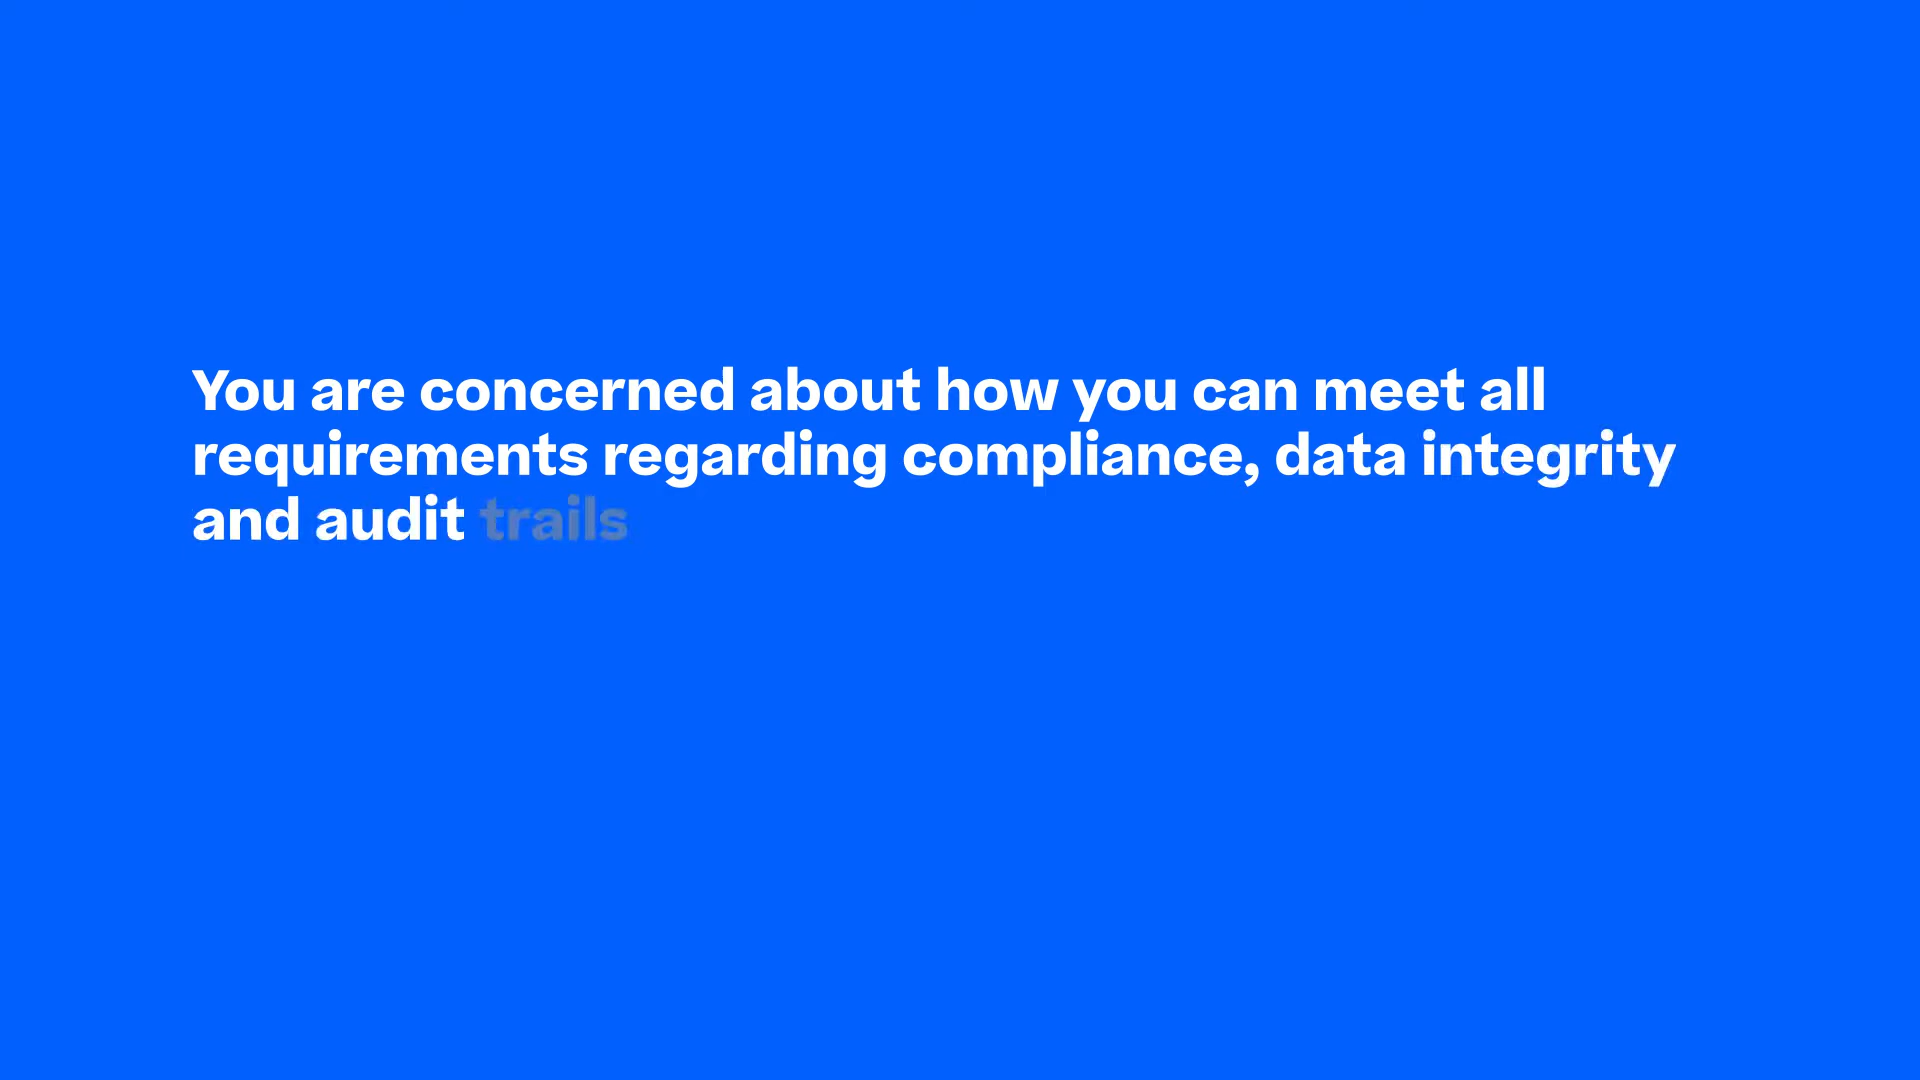 You are concerned about how you can meet all
requirements regarding compliance, data integrity
and audit trails